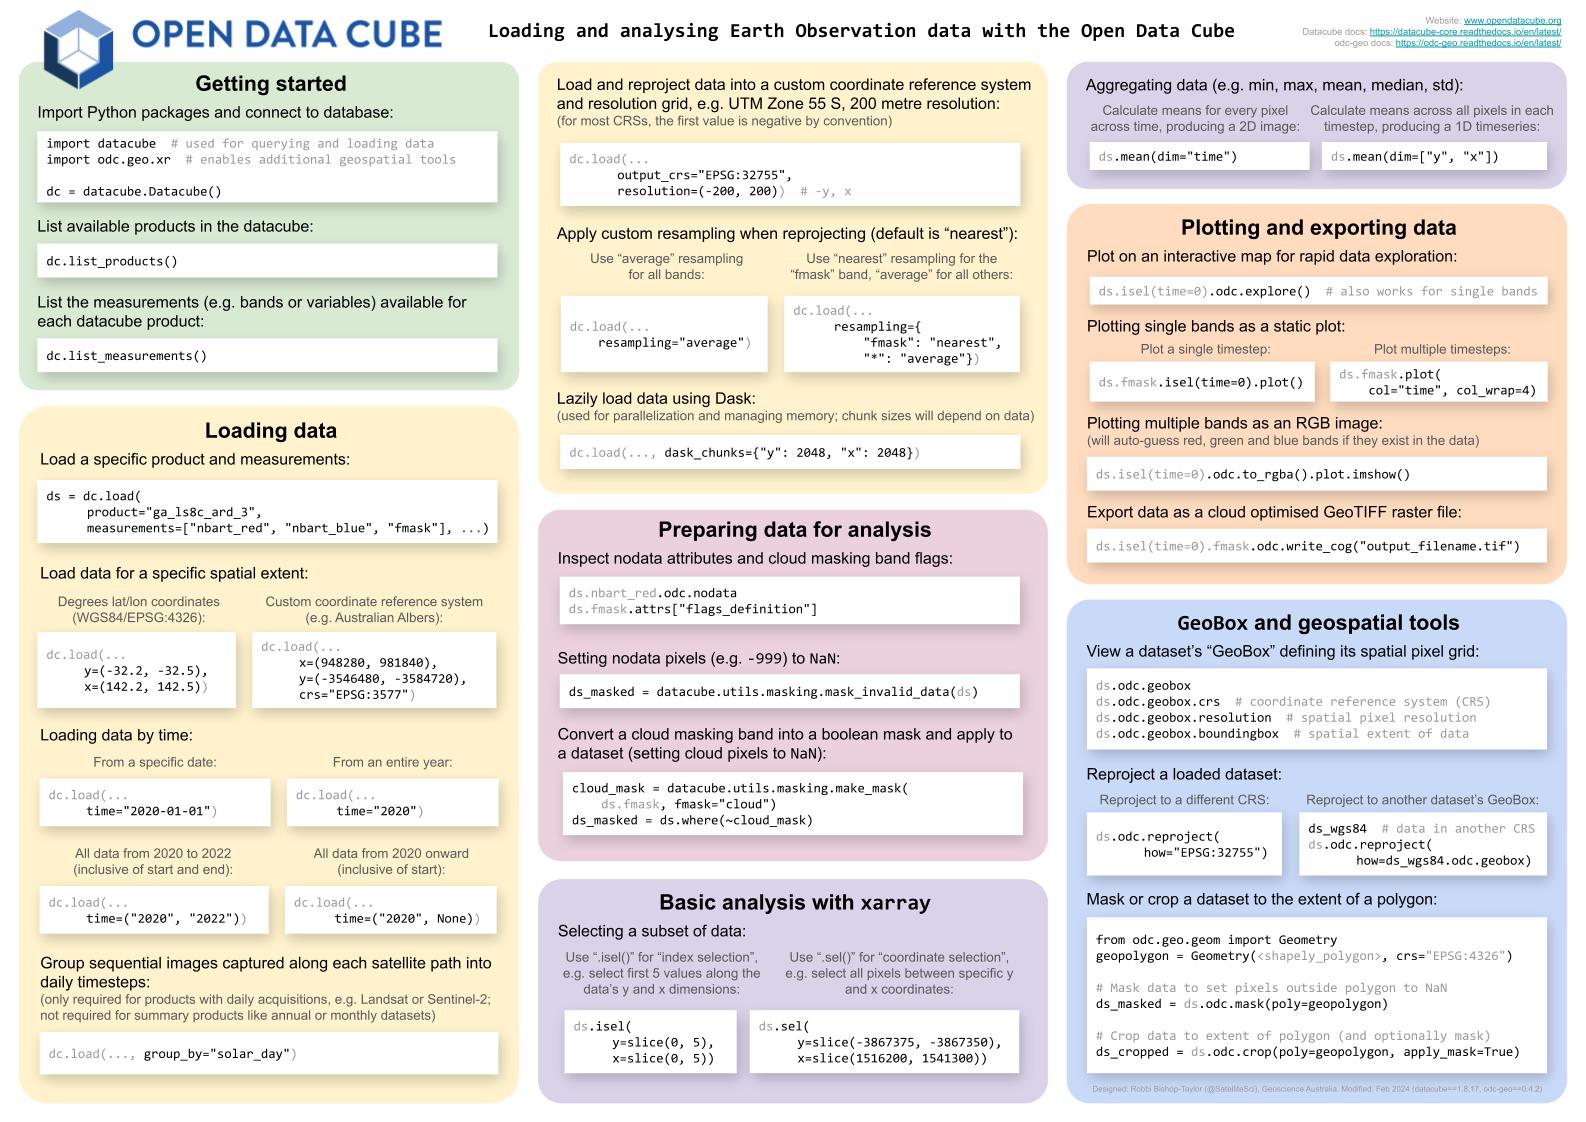 OPEN DATA CUBE
Loading and analysing Earth Observation data with the Open Data Cube
Website: www.opendatacube.org
Datacube docs: https://datacube-core.readthedocs.io/en/latest/
odc-geo docs: https://odc-geo.readthedocs.io/en/latest/
Getting started
Import Python packages and connect to database:
import datacube  # used for querying and loading data
import odc.geo.xr  # enables additional geospatial tools
dc = datacube.Datacube()
List available products in the datacube:
dc.list_products()
List the measurements (e.g. bands or variables) available for
each datacube product:
dc.list_measurements()
Loading data
Load a specific product and measurements:
ds = dc.load(
product="ga_ls8c_ard_3",
measurements=["nbart_red", "nbart_blue", "fmask"], ...)
Load data for a specific spatial extent:
Degrees lat/lon coordinates
(WGS84/EPSG:4326):
dc.load(...
y=(-32.2, -32.5),
x=(142.2, 142.5))
Custom coordinate reference system
(e.g. Australian Albers):
dc.load(...
x=(948280, 981840),
y=(-3546480, -3584720),
crs="EPSG:3577")
Loading data by time:
From a specific date:
dc.load(...
time="2020-01-01")
From an entire year:
dc.load(...
time="2020")
All data from 2020 to 2022
(inclusive of start and end):
dc.load(...
time=("2020", "2022"))
All data from 2020 onward
(inclusive of start):
dc.load(...
time=("2020", None))
Group sequential images captured along each satellite path into
daily timesteps:
(only required for products with daily acquisitions, e.g. Landsat or Sentinel-2;
not required for summary products like annual or monthly datasets)
dc.load(..., group_by="solar_day")
Load and reproject data into a custom coordinate reference system
and resolution grid, e.g. UTM Zone 55 S, 200 metre resolution:
(for most CRSs, the first value is negative by convention)
dc.load(...
output_crs="EPSG:32755",
resolution=(-200, 200))  # -y, x
Apply custom resampling when reprojecting (default is “nearest”):
Use “average” resampling
for all bands:
dc.load(...
resampling="average")
Use “nearest” resampling for the
“fmask” band, “average” for all others:
dc.load(...
resampling={
"fmask": "nearest",
"*": "average"})
Lazily load data using Dask:
(used for parallelization and managing memory; chunk sizes will depend on data)
dc.load(..., dask_chunks={"y": 2048, "x": 2048})
Preparing data for analysis
Inspect nodata attributes and cloud masking band flags:
ds.nbart_red.odc.nodata
ds.fmask.attrs["flags_definition"]
Setting nodata pixels (e.g. -999) to NaN:
ds_masked = datacube.utils.masking.mask_invalid_data(ds)
Convert a cloud masking band into a boolean mask and apply to
a dataset (setting cloud pixels to NaN):
cloud_mask = datacube.utils.masking.make_mask(
ds.fmask, fmask="cloud")
ds_masked = ds.where(~cloud_mask)
Basic analysis with xarray
Selecting a subset of data:
Use “.isel()” for “index selection”,
e.g. select first 5 values along the
data’s y and x dimensions:
ds.isel(
y=slice(0, 5),
x=slice(0, 5))
Use “.sel()” for “coordinate selection”,
e.g. select all pixels between specific y
and x coordinates:
ds.sel(
y=slice(-3867375, -3867350),
x=slice(1516200, 1541300))
Aggregating data (e.g. min, max, mean, median, std):
Calculate means for every pixel
across time, producing a 2D image:
ds.mean(dim="time")
Calculate means across all pixels in each
timestep, producing a 1D timeseries:
ds.mean(dim=["y", "x"])
Plotting and exporting data
Plot on an interactive map for rapid data exploration:
ds.isel(time=0).odc.explore()  # also works for single bands
Plotting single bands as a static plot:
Plot a single timestep:
ds.fmask.isel(time=0).plot()
Plot multiple timesteps:
ds.fmask.plot(
col="time", col_wrap=4)
Plotting multiple bands as an RGB image:
(will auto-guess red, green and blue bands if they exist in the data)
ds.isel(time=0).odc.to_rgba().plot.imshow()
Export data as a cloud optimised GeoTIFF raster file:
ds.isel(time=0).fmask.odc.write_cog("output_filename.tif")
GeoBox and geospatial tools
View a dataset’s “GeoBox” defining its spatial pixel grid:
ds.odc.geobox
ds.odc.geobox.crs  # coordinate reference system (CRS)
ds.odc.geobox.resolution  # spatial pixel resolution
ds.odc.geobox.boundingbox  # spatial extent of data
Reproject a loaded dataset:
Reproject to a different CRS:
ds.odc.reproject(
how="EPSG:32755")
Reproject to another dataset’s GeoBox:
ds_wgs84  # data in another CRS
ds.odc.reproject(
how=ds_wgs84.odc.geobox)
Mask or crop a dataset to the extent of a polygon:
from odc.geo.geom import Geometry
geopolygon = Geometry(<shapely_polygon>, crs="EPSG:4326")
# Mask data to set pixels outside polygon to NaN
ds_masked = ds.odc.mask(poly=geopolygon)
# Crop data to extent of polygon (and optionally mask)
ds_cropped = ds.odc.crop(poly=geopolygon, apply_mask=True)
Designed: Robbi Bishop-Taylor (@SatelliteSci), Geoscience Australia. Modified: Feb 2024 (datacube==1.8.17, odc-geo==0.4.2)